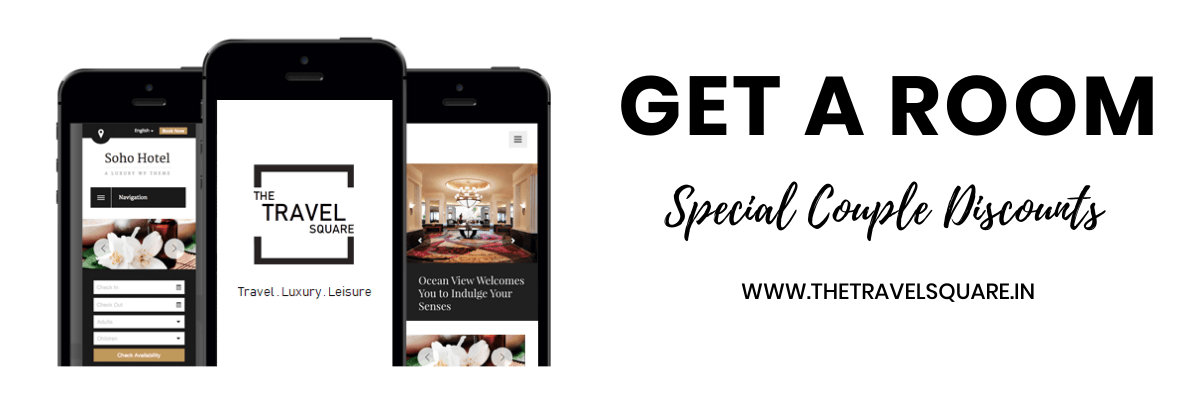 English
Book Now
Soho Hotel
A LUXURY WP THEME
Navigation
Check In
Check Out
Adults
Children
Check Availability
THE
TRAVEL
SQUARE
Travel . Luxury . Leisure
Ocean View Welcomes
You to Indulge Your
Senses
GET A ROOM
Special Couple Discounts
WWW.THETRAVELSQUARE.IN